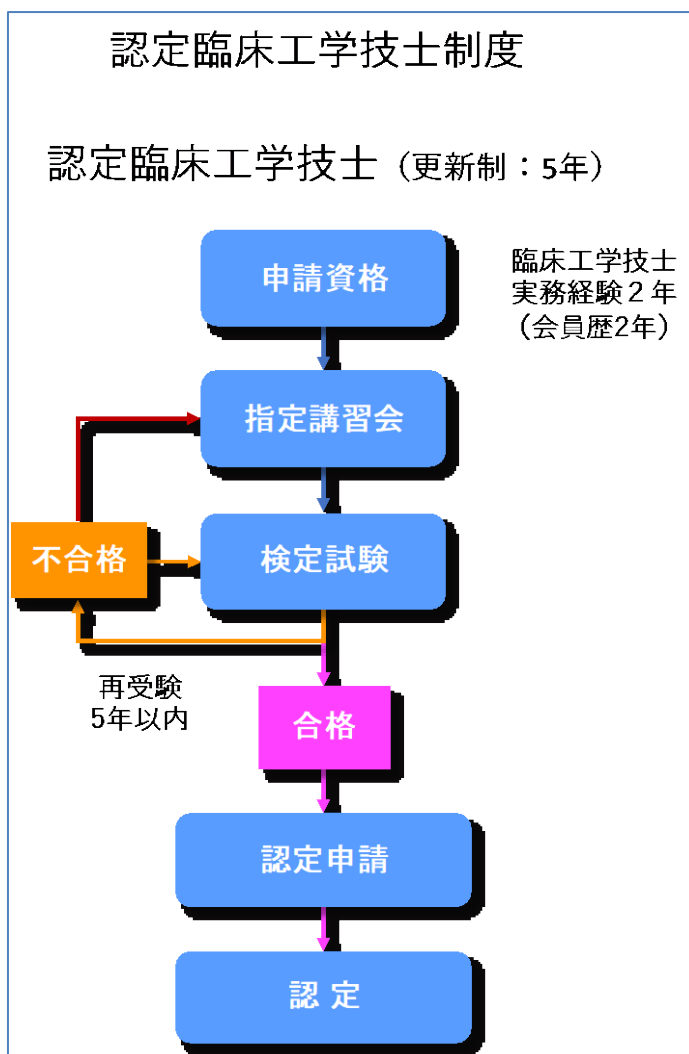 認定臨床工学技士制度
認定臨床工学技士（更新制：5年）
申請資格
臨床工学技士
実務経験２年
（会員歴2年）
指定講習会
不合格
検定試験
再受験
5年以内
合格
認定申請
認 定